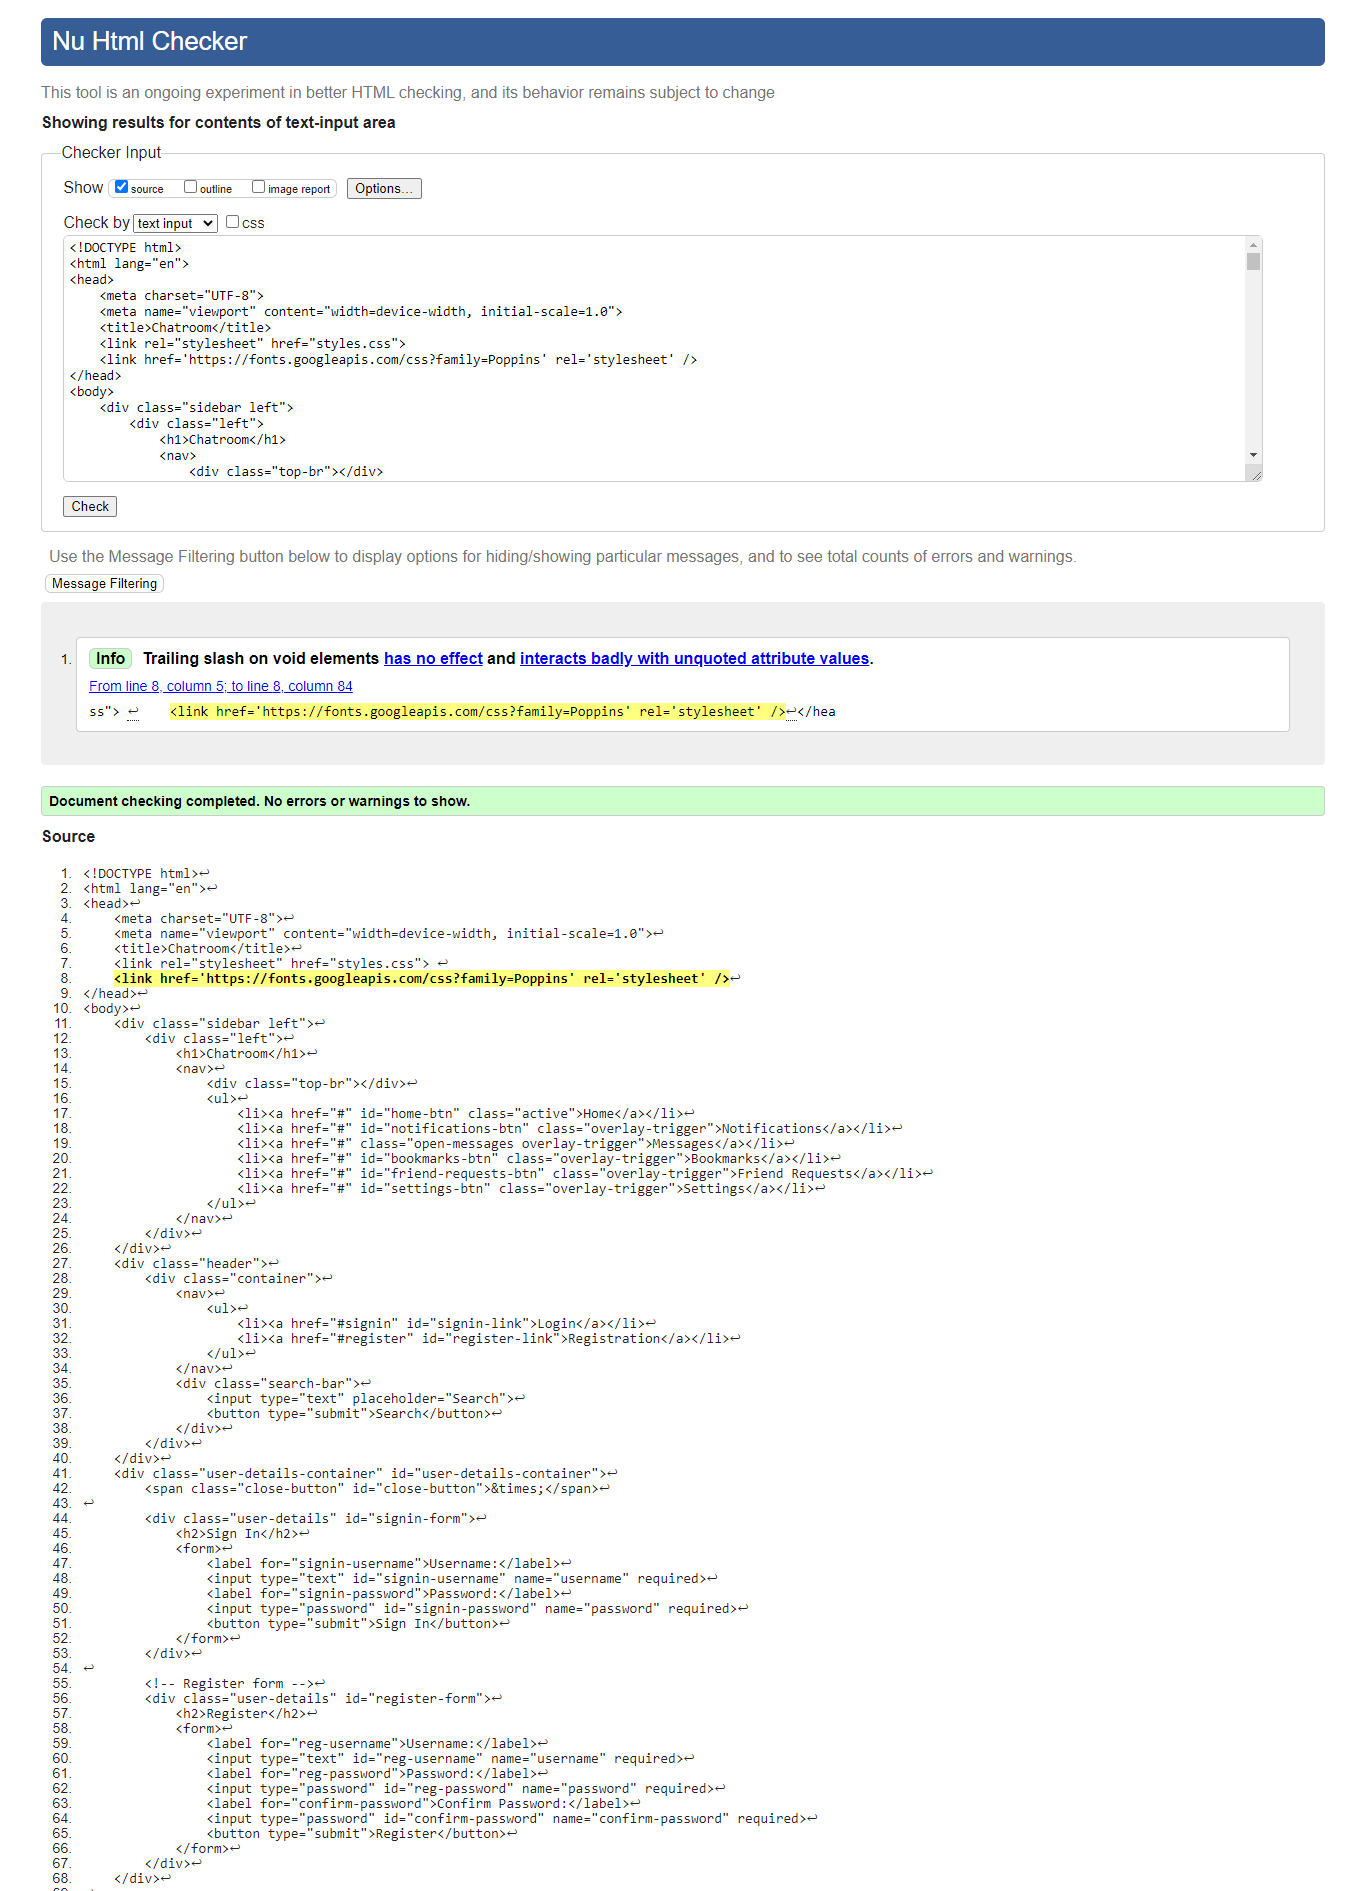 Nu Html Checker
This tool is an ongoing experiment in better HTML checking, and its behavior remains subject to change
Showing results for contents of text-input area
Checker Input
Show source outline image report Options...
Check by text input css
<!DOCTYPE html>
<html lang="en">
<head>
    <meta charset="UTF-8">
    <meta name="viewport" content="width=device-width, initial-scale=1.0">
    <title>Chatroom</title>
    <link rel="stylesheet" href="styles.css">
    <link href='https://fonts.googleapis.com/css?family=Poppins' rel='stylesheet' />
</head>
<body>
    <div class="sidebar left">
        <div class="left">
            <h1>Chatroom</h1>
            <nav>
                <div class="top-br"></div>
Check
Use the Message Filtering button below to display options for hiding/showing particular messages, and to see total counts of errors and warnings.
Message Filtering
1. Info Trailing slash on void elements has no effect and interacts badly with unquoted attribute values.
From line 8, column 5; to line 8, column 84
ss"> ↩    <link href='https://fonts.googleapis.com/css?family=Poppins' rel='stylesheet' />↩</hea
Document checking completed. No errors or warnings to show.
Source
1. <!DOCTYPE html>↩
2. <html lang="en">↩
3. <head>↩
4.     <meta charset="UTF-8">↩
5.     <meta name="viewport" content="width=device-width, initial-scale=1.0">↩
6.     <title>Chatroom</title>↩
7.     <link rel="stylesheet" href="styles.css"> ↩
8.     <link href='https://fonts.googleapis.com/css?family=Poppins' rel='stylesheet' />↩
9. </head>↩
10. <body>↩
11.     <div class="sidebar left">↩
12.         <div class="left">↩
13.             <h1>Chatroom</h1>↩
14.             <nav>↩
15.                 <div class="top-br"></div>↩
16.                 <ul>↩
17.                     <li><a href="#" id="home-btn" class="active">Home</a></li>↩
18.                     <li><a href="#" id="notifications-btn" class="overlay-trigger">Notifications</a></li>↩
19.                     <li><a href="#" class="open-messages overlay-trigger">Messages</a></li>↩
20.                     <li><a href="#" id="bookmarks-btn" class="overlay-trigger">Bookmarks</a></li>↩
21.                     <li><a href="#" id="friend-requests-btn" class="overlay-trigger">Friend Requests</a></li>↩
22.                     <li><a href="#" id="settings-btn" class="overlay-trigger">Settings</a></li>↩
23.                 </ul>↩
24.             </nav>↩
25.         </div>↩
26.     </div>↩
27.     <div class="header">↩
28.         <div class="container">↩
29.             <nav>↩
30.                 <ul>↩
31.                     <li><a href="#signin" id="signin-link">Login</a></li>↩
32.                     <li><a href="#register" id="register-link">Registration</a></li>↩
33.                 </ul>↩
34.             </nav>↩
35.             <div class="search-bar">↩
36.                 <input type="text" placeholder="Search">↩
37.                 <button type="submit">Search</button>↩
38.             </div>↩
39.         </div>↩
40.     </div>↩
41.     <div class="user-details-container" id="user-details-container">↩
42.         <span class="close-button" id="close-button">&times;</span>↩
43. ↩
44.         <div class="user-details" id="signin-form">↩
45.             <h2>Sign In</h2>↩
46.             <form>↩
47.                 <label for="signin-username">Username:</label>↩
48.                 <input type="text" id="signin-username" name="username" required>↩
49.                 <label for="signin-password">Password:</label>↩
50.                 <input type="password" id="signin-password" name="password" required>↩
51.                 <button type="submit">Sign In</button>↩
52.             </form>↩
53.         </div>↩
54. ↩
55.         <!-- Register form -->↩
56.         <div class="user-details" id="register-form">↩
57.             <h2>Register</h2>↩
58.             <form>↩
59.                 <label for="reg-username">Username:</label>↩
60.                 <input type="text" id="reg-username" name="username" required>↩
61.                 <label for="reg-password">Password:</label>↩
62.                 <input type="password" id="reg-password" name="password" required>↩
63.                 <label for="confirm-password">Confirm Password:</label>↩
64.                 <input type="password" id="confirm-password" name="confirm-password" required>↩
65.                 <button type="submit">Register</button>↩
66.             </form>↩
67.         </div>↩
68.     </div>↩